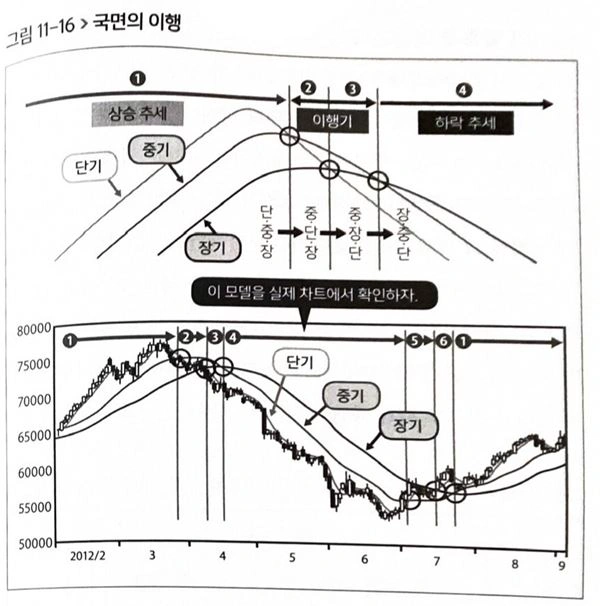 그림 11-16 > 국면의 이행
❶ ❷ ❸ ❹
상승 추세 이행기 하락 추세
단기
중기
장기
단·중·장
중·단·장
중·장·단
장·중·단
이 모델을 실제 차트에서 확인하자.
80000
75000
70000
65000
60000
55000
50000
❶ ❷ ❸ ❹ ❺ ❻ ❶
단기
중기
장기
2012/2 3 4 5 6 7 8 9